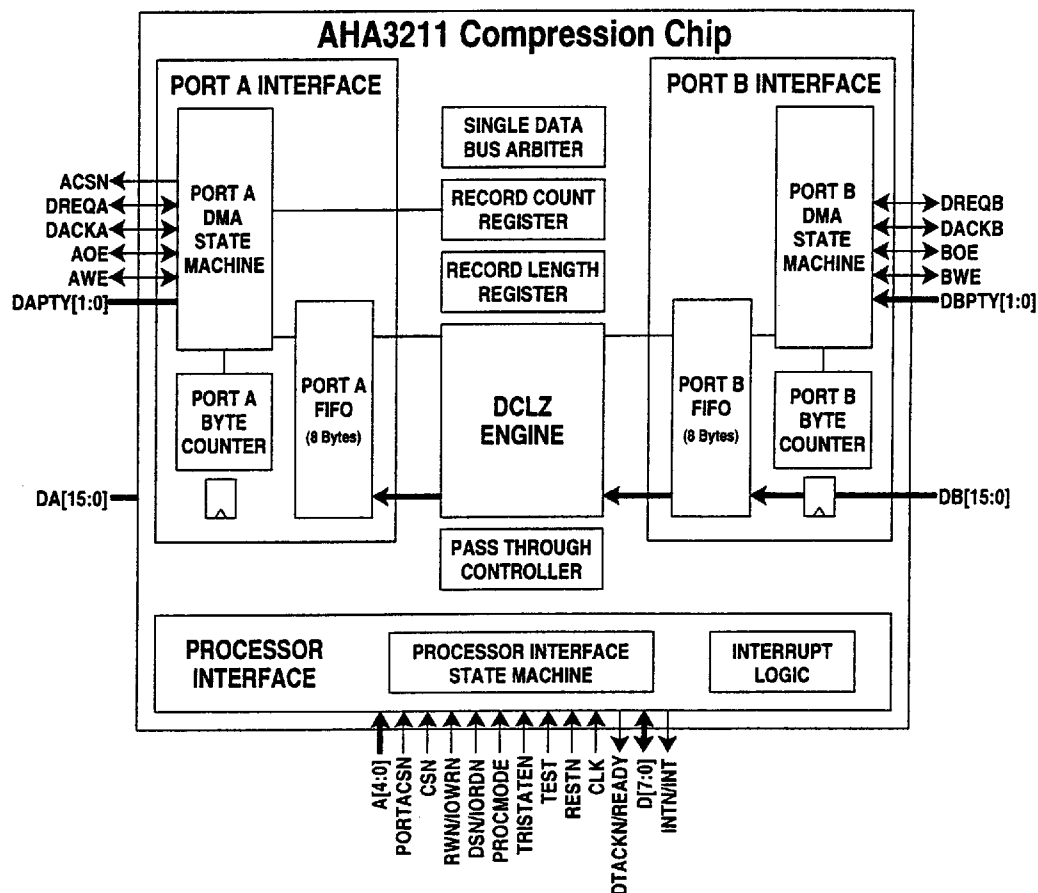 AHA3211 Compression Chip
PORT A INTERFACE
PORT B INTERFACE
SINGLE DATA
BUS ARBITER
PORT A
DMA
STATE
MACHINE
RECORD COUNT
REGISTER
RECORD LENGTH
REGISTER
PORT B
DMA
STATE
MACHINE
ACSN
DREQA
DACKA
AOE
AWE
DAPTY[1:0]
DREQB
DACKB
BOE
BWE
DBPTY[1:0]
PORT A
BYTE
COUNTER
PORT A
FIFO
(8 Bytes)
DCLZ
ENGINE
PORT B
FIFO
(8 Bytes)
PORT B
BYTE
COUNTER
DA[15:0]
DB[15:0]
PASS THROUGH
CONTROLLER
PROCESSOR
INTERFACE
PROCESSOR INTERFACE
STATE MACHINE
INTERRUPT
LOGIC
A[4:0]
PORTACSN
CSN
RWN/IOWRN
DSN/IORDN
PROCMODE
TRISTATEN
TEST
RESTN
CLK
DTACKN/READY
D[7:0]
INTN/INT